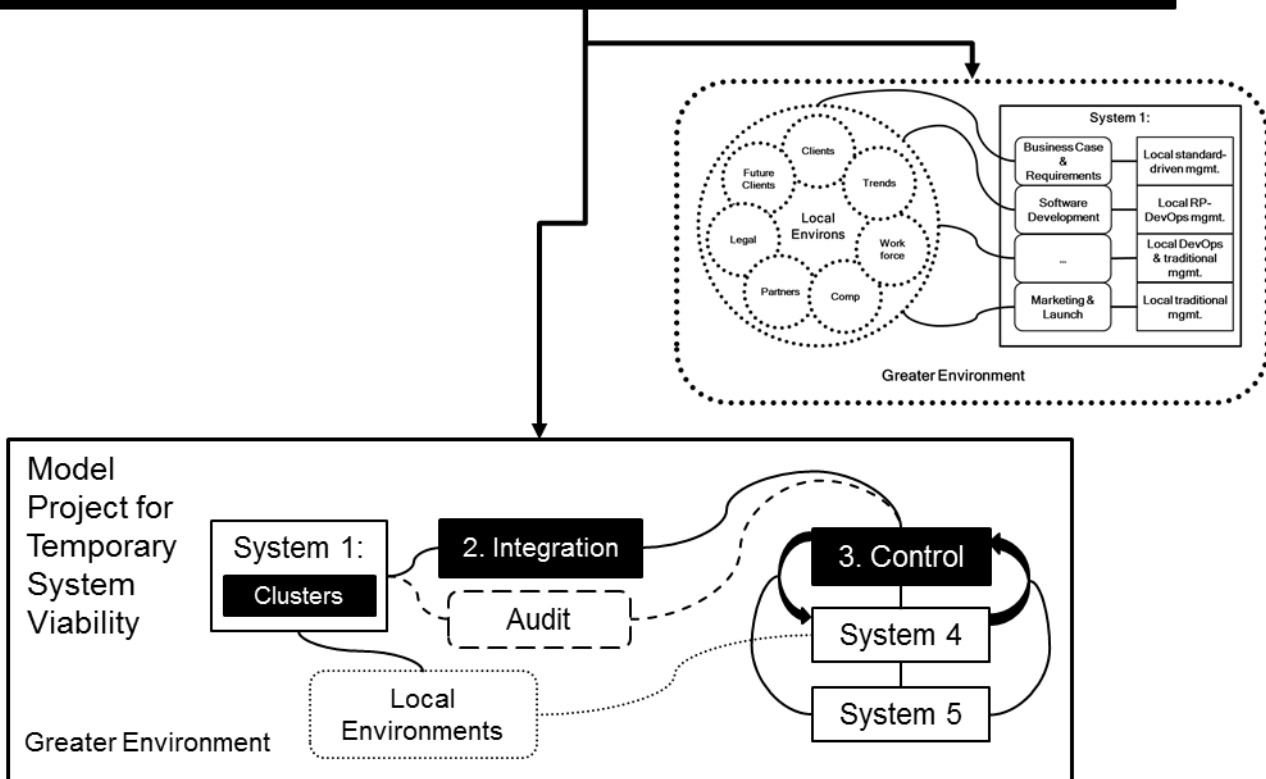 System 1:
Clients
Future
Clients
Trends
Local
Environs
Legal
Work
force
Partners
Comp
Business Case
&
Requirements
Local standard-
driven mgmt.
Software
Development
Local RP-
DevOps mgmt.
...
Local DevOps
& traditional
mgmt.
Marketing &
Launch
Local traditional
mgmt.
Greater Environment
Model
Project for
Temporary
System
Viability
System 1:
Clusters
2. Integration
Audit
3. Control
System 4
System 5
Local
Environments
Greater Environment